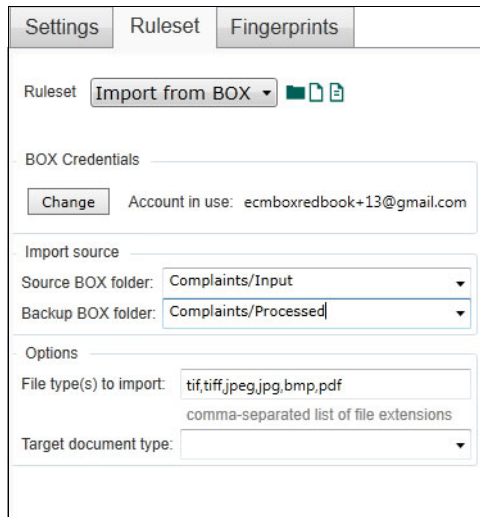 Settings Ruleset Fingerprints
Ruleset Import from BOX
BOX Credentials
Change Account in use: ecmboxredbook+13@gmail.com
Import source
Source BOX folder: Complaints/Input
Backup BOX folder: Complaints/Processed
Options
File type(s) to import: tif,tiff,jpeg,jpg,bmp,pdf
comma-separated list of file extensions
Target document type: